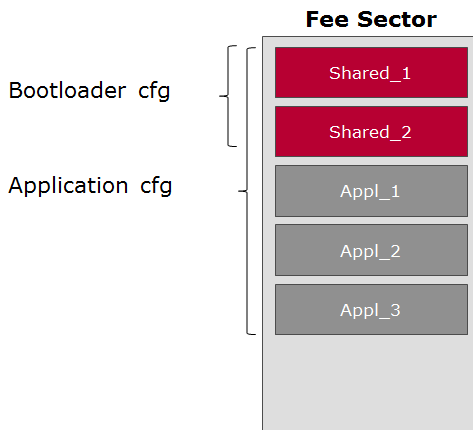 Fee Sector
Shared_1
Bootloader cfg
Shared_2
Application cfg
Appl_1
Appl_2
Appl_3